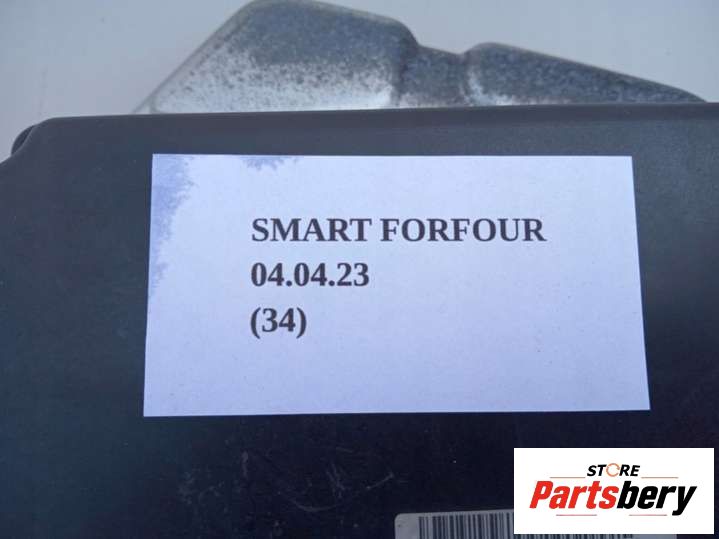 SMART FORFOUR
04.04.23
(34)
STORE
Partsbery